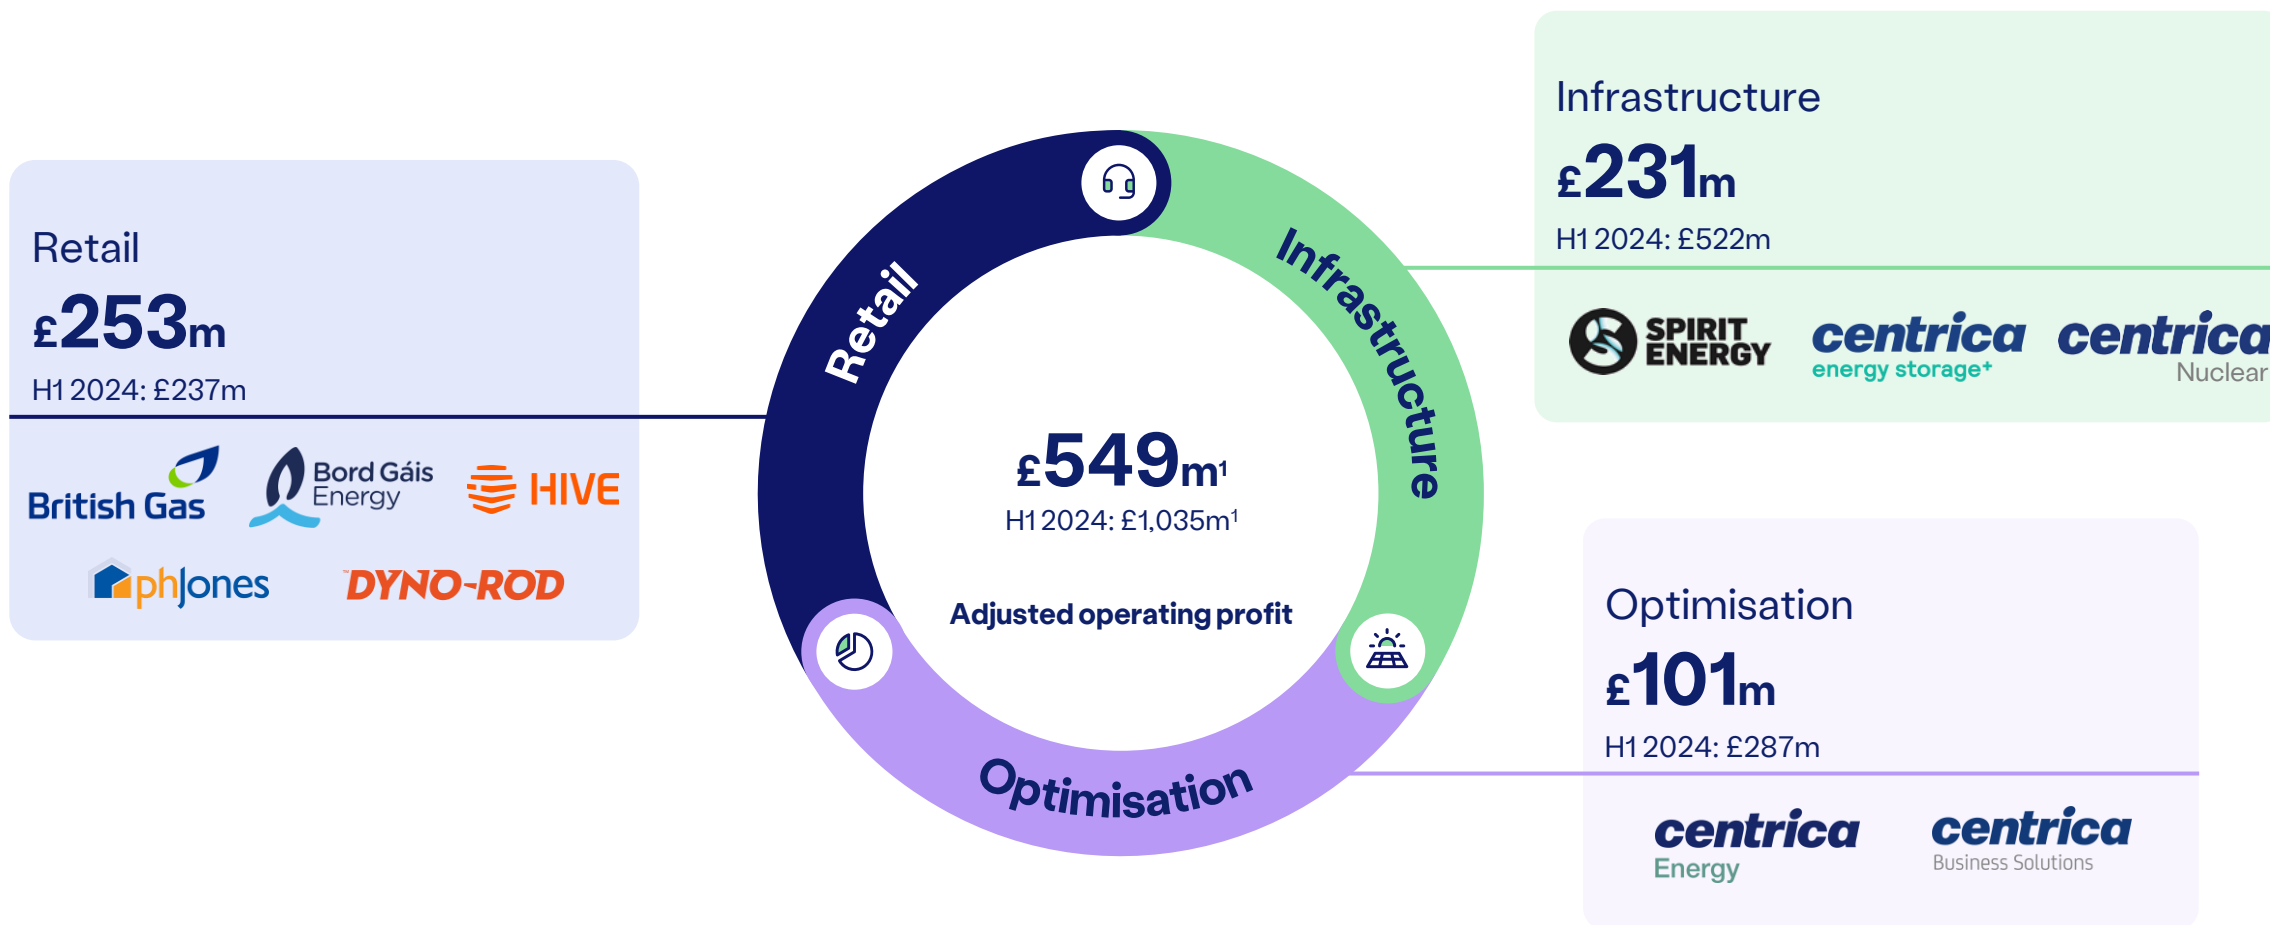 Retail
£253m
H1 2024: £237m
British Gas
Bord Gáis
Energy
HIVE
phJones
™DYNO-ROD
Retail
Infrastructure
Optimisation
£549m¹
H1 2024: £1,035m¹
Adjusted operating profit
Infrastructure
£231m
H1 2024: £522m
SPIRIT
ENERGY
centrica
energy storage+
centrica
Nuclear
Optimisation
£101m
H1 2024: £287m
centrica
Energy
centrica
Business Solutions